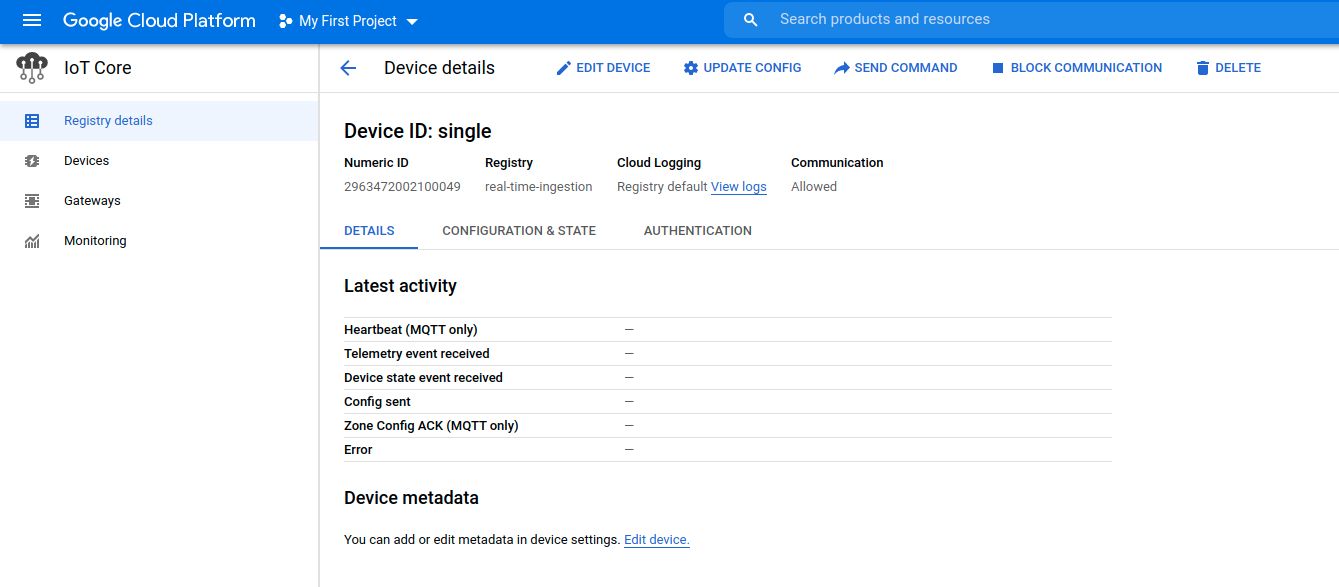 Google Cloud Platform
My First Project
Search products and resources
IoT Core
Registry details
Devices
Gateways
Monitoring
Device details
EDIT DEVICE
UPDATE CONFIG
SEND COMMAND
BLOCK COMMUNICATION
DELETE
Device ID: single
Numeric ID Registry Cloud Logging Communication
2963472002100049 real-time-ingestion Registry default View logs Allowed
DETAILS CONFIGURATION & STATE AUTHENTICATION
Latest activity
Heartbeat (MQTT only) —
Telemetry event received —
Device state event received —
Config sent —
Zone Config ACK (MQTT only) —
Error —
Device metadata
You can add or edit metadata in device settings. Edit device.